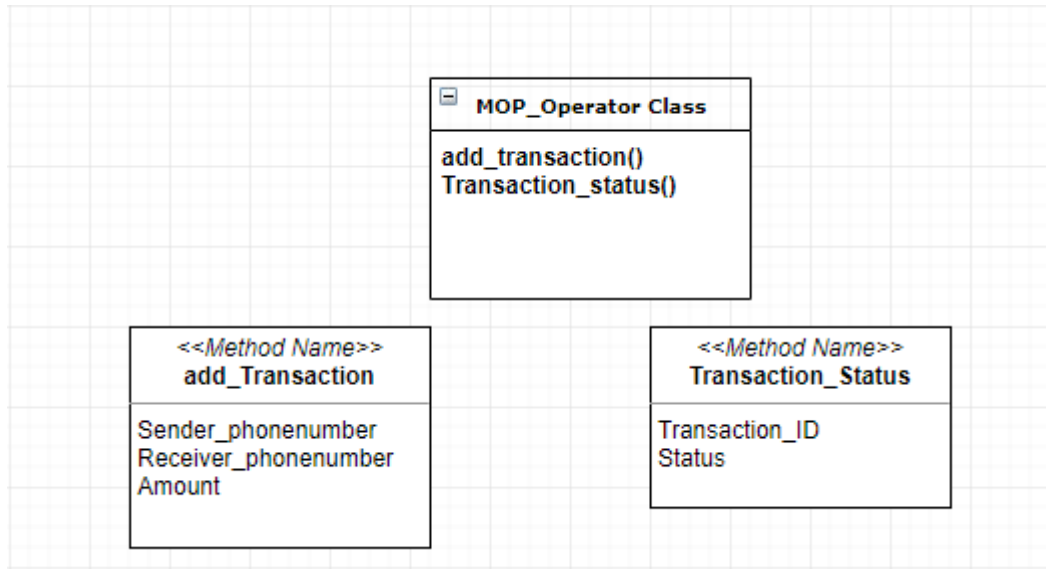 MOP_Operator Class
add_transaction()
Transaction_status()
<<Method Name>>
add_Transaction
Sender_phonenumber
Receiver_phonenumber
Amount
<<Method Name>>
Transaction_Status
Transaction_ID
Status